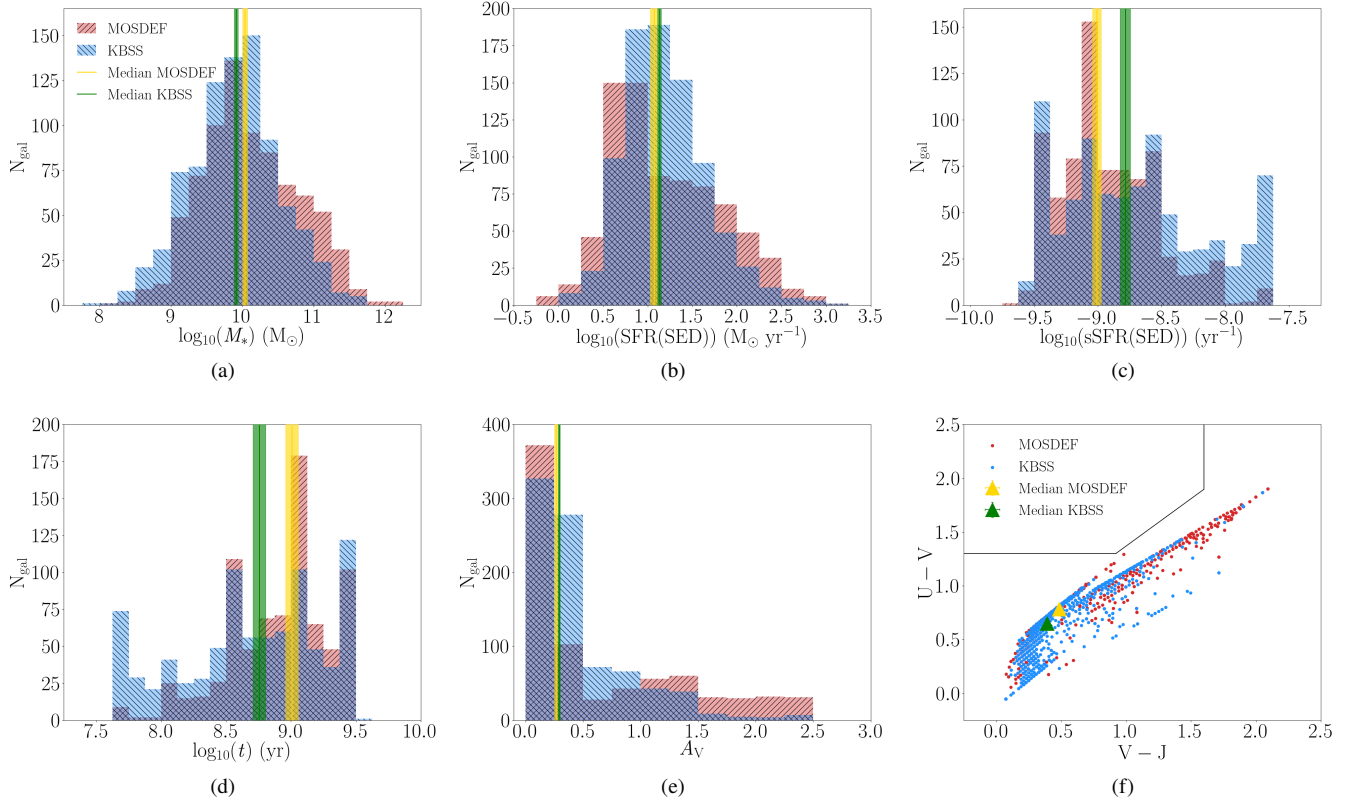 MOSDEF
KBSS
Median MOSDEF
Median KBSS
N_gal
0 25 50 75 100 125 150
8 9 10 11 12
log₁₀(M_*) (M_⊙)
(a)
N_gal
0 25 50 75 100 125 150 175 200
−0.5 0.0 0.5 1.0 1.5 2.0 2.5 3.0 3.5
log₁₀(SFR(SED)) (M_⊙ yr⁻¹)
(b)
N_gal
0 25 50 75 100 125 150
−10.0 −9.5 −9.0 −8.5 −8.0 −7.5
log₁₀(sSFR(SED)) (yr⁻¹)
(c)
N_gal
0 25 50 75 100 125 150 175 200
7.5 8.0 8.5 9.0 9.5 10.0
log₁₀(t) (yr)
(d)
N_gal
0 100 200 300 400
0.0 0.5 1.0 1.5 2.0 2.5 3.0
A_V
(e)
MOSDEF
KBSS
Median MOSDEF
Median KBSS
U − V
0.0 0.5 1.0 1.5 2.0 2.5
0.0 0.5 1.0 1.5 2.0 2.5
V − J
(f)